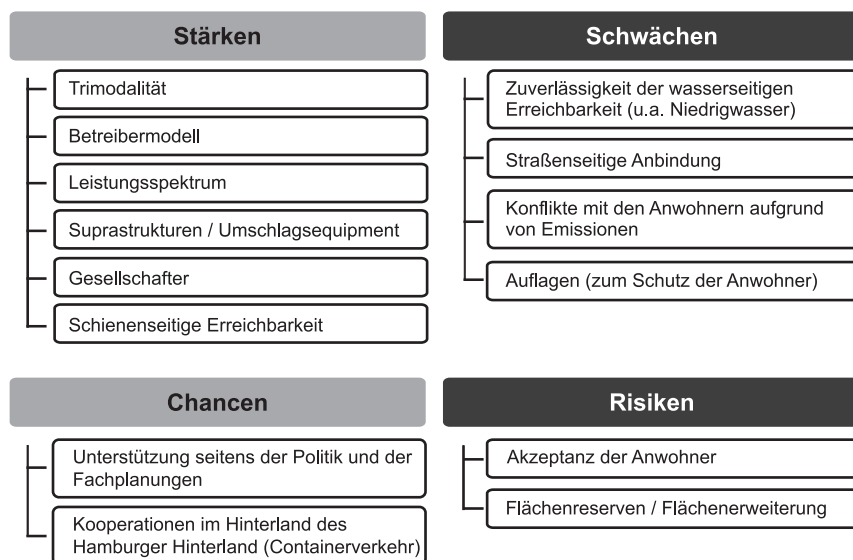 Stärken
Trimodalität
Betreibermodell
Leistungsspektrum
Suprastrukturen / Umschlagsequipment
Gesellschafter
Schienenseitige Erreichbarkeit
Schwächen
Zuverlässigkeit der wasserseitigen
Erreichbarkeit (u.a. Niedrigwasser)
Straßenseitige Anbindung
Konflikte mit den Anwohnern aufgrund
von Emissionen
Auflagen (zum Schutz der Anwohner)
Chancen
Unterstützung seitens der Politik und der
Fachplanungen
Kooperationen im Hinterland des
Hamburger Hinterland (Containerverkehr)
Risiken
Akzeptanz der Anwohner
Flächenreserven / Flächenerweiterung